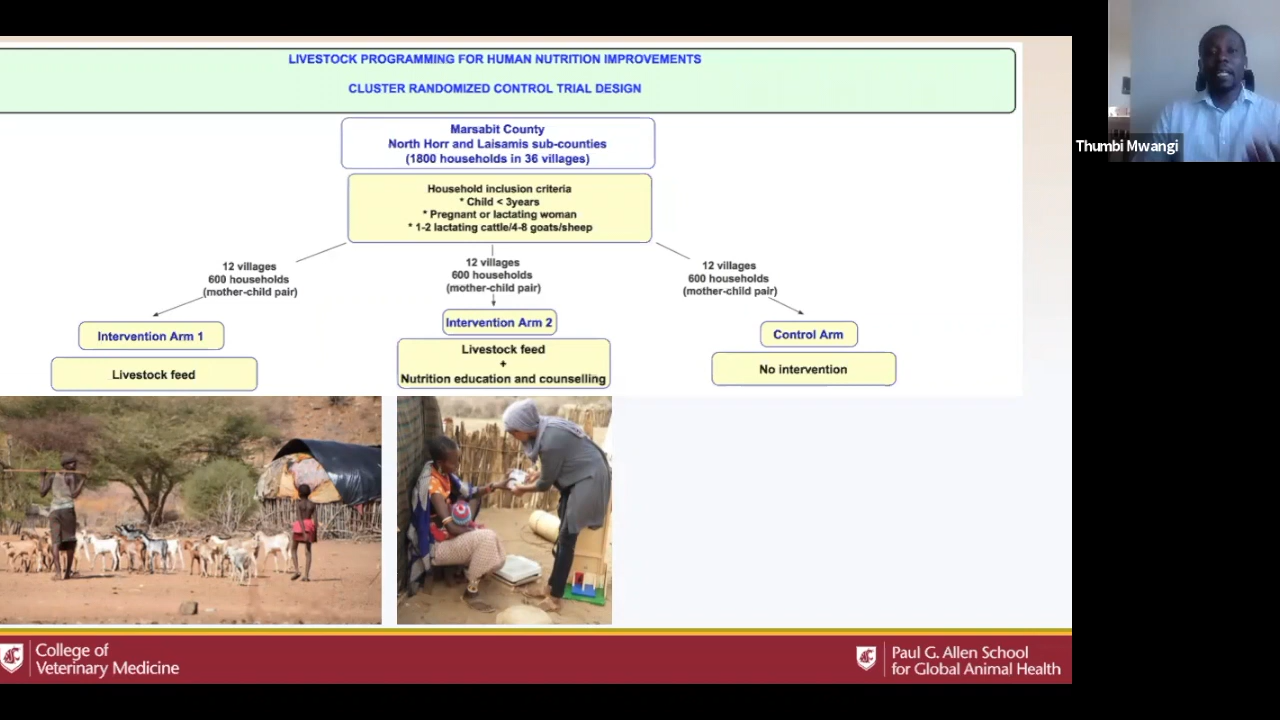 LIVESTOCK PROGRAMMING FOR HUMAN NUTRITION IMPROVEMENTS
CLUSTER RANDOMIZED CONTROL TRIAL DESIGN
Marsabit County
North Horr and Laisamis sub-counties
(1800 households in 36 villages)
Household inclusion criteria
* Child < 3years
* Pregnant or lactating woman
* 1-2 lactating cattle/4-8 goats/sheep
12 villages
600 households
(mother-child pair)
12 villages
600 households
(mother-child pair)
12 villages
600 households
(mother-child pair)
Intervention Arm 1
Livestock feed
Intervention Arm 2
Livestock feed
+
Nutrition education and counselling
Control Arm
No intervention
Thumbi Mwangi
College of
Veterinary Medicine
Paul G. Allen School
for Global Animal Health